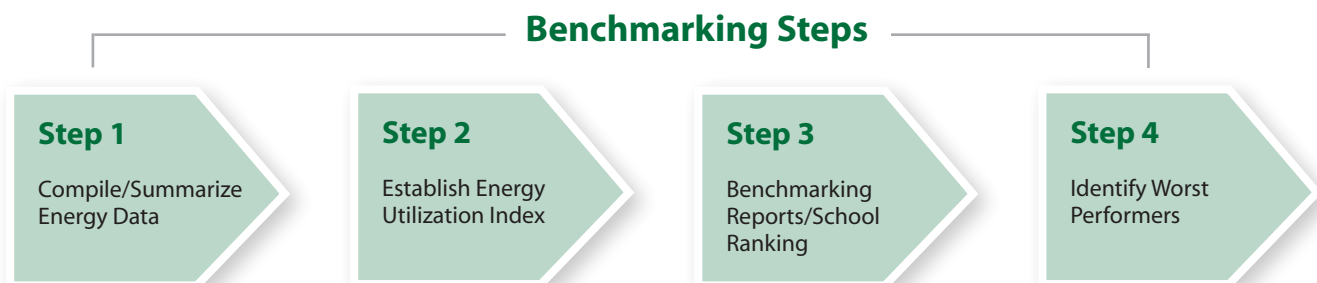 Benchmarking Steps
Step 1
Compile/Summarize
Energy Data
Step 2
Establish Energy
Utilization Index
Step 3
Benchmarking
Reports/School
Ranking
Step 4
Identify Worst
Performers